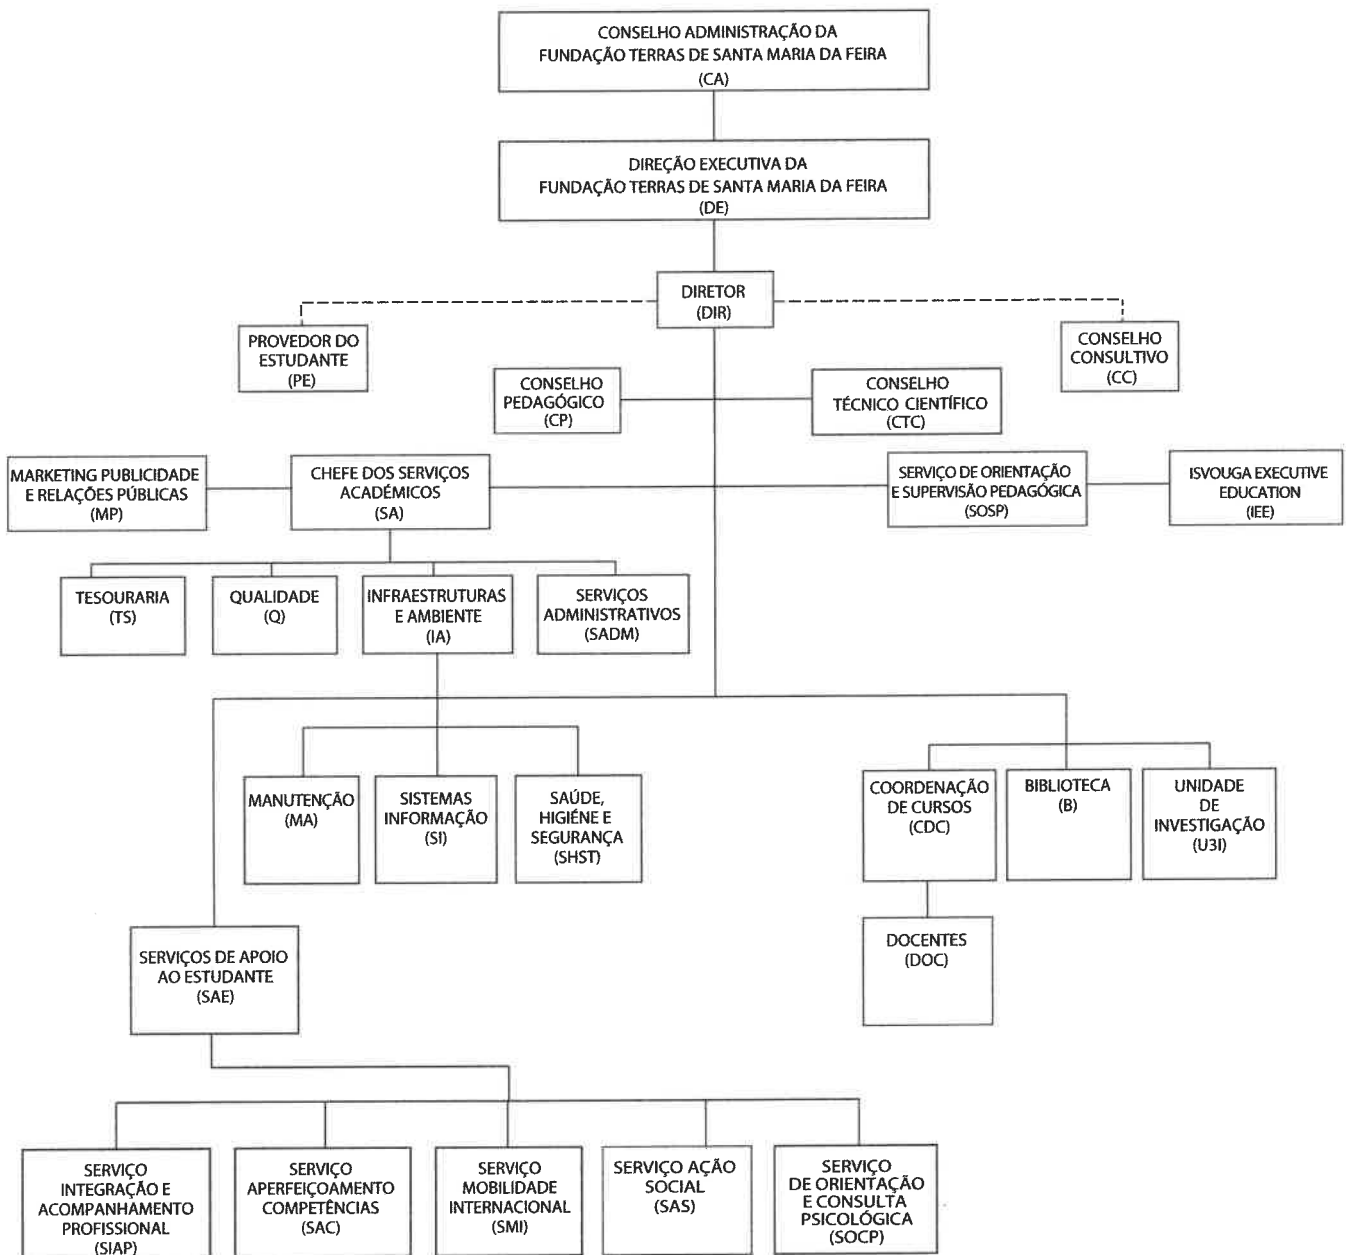 CONSELHO ADMINISTRAÇÃO DA
FUNDAÇÃO TERRAS DE SANTA MARIA DA FEIRA
(CA)
DIREÇÃO EXECUTIVA DA
FUNDAÇÃO TERRAS DE SANTA MARIA DA FEIRA
(DE)
DIRETOR
(DIR)
PROVEDOR DO
ESTUDANTE
(PE)
CONSELHO
CONSULTIVO
(CC)
CONSELHO
PEDAGÓGICO
(CP)
CONSELHO
TÉCNICO CIENTÍFICO
(CTC)
MARKETING PUBLICIDADE
E RELAÇÕES PÚBLICAS
(MP)
CHEFE DOS SERVIÇOS
ACADÉMICOS
(SA)
SERVIÇO DE ORIENTAÇÃO
E SUPERVISÃO PEDAGÓGICA
(SOSP)
ISVOUGA EXECUTIVE
EDUCATION
(IEE)
TESOURARIA
(TS)
QUALIDADE
(Q)
INFRAESTRUTURAS
E AMBIENTE
(IA)
SERVIÇOS
ADMINISTRATIVOS
(SADM)
MANUTENÇÃO
(MA)
SISTEMAS
INFORMAÇÃO
(SI)
SAÚDE,
HIGIÉNE E
SEGURANÇA
(SHST)
COORDENAÇÃO
DE CURSOS
(CDC)
BIBLIOTECA
(B)
UNIDADE
DE
INVESTIGAÇÃO
(U3I)
DOCENTES
(DOC)
SERVIÇOS DE APOIO
AO ESTUDANTE
(SAE)
SERVIÇO
INTEGRAÇÃO E
ACOMPANHAMENTO
PROFISSIONAL
(SIAP)
SERVIÇO
APERFEIÇOAMENTO
COMPETÊNCIAS
(SAC)
SERVIÇO
MOBILIDADE
INTERNACIONAL
(SMI)
SERVIÇO AÇÃO
SOCIAL
(SAS)
SERVIÇO
DE ORIENTAÇÃO
E CONSULTA
PSICOLÓGICA
(SOCP)